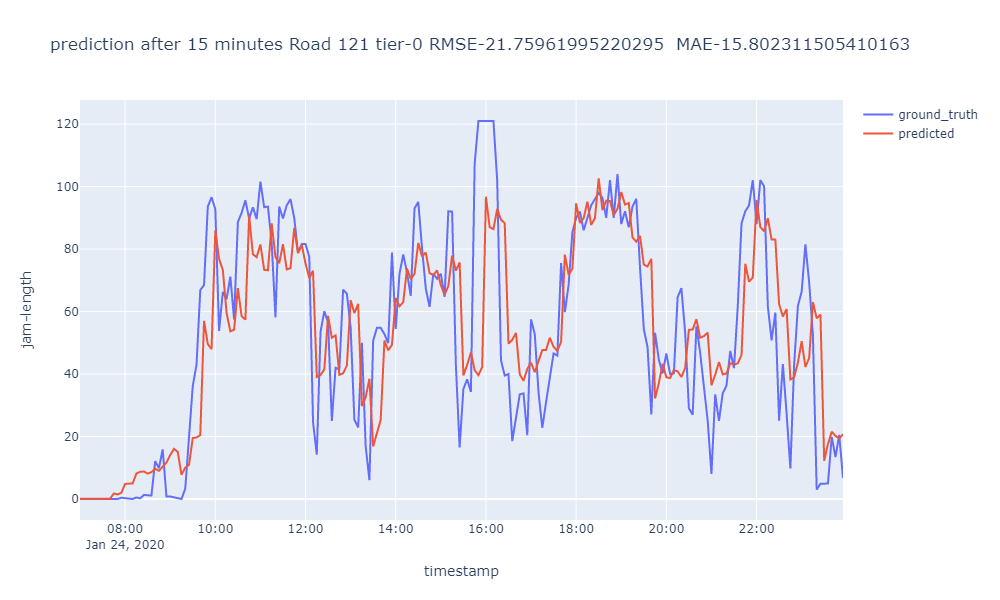 prediction after 15 minutes Road 121 tier-0 RMSE-21.75961995220295  MAE-15.802311505410163
ground_truth
predicted
120
100
80
60
40
20
0
jam-length
08:00 10:00 12:00 14:00 16:00 18:00 20:00 22:00
Jan 24, 2020
timestamp